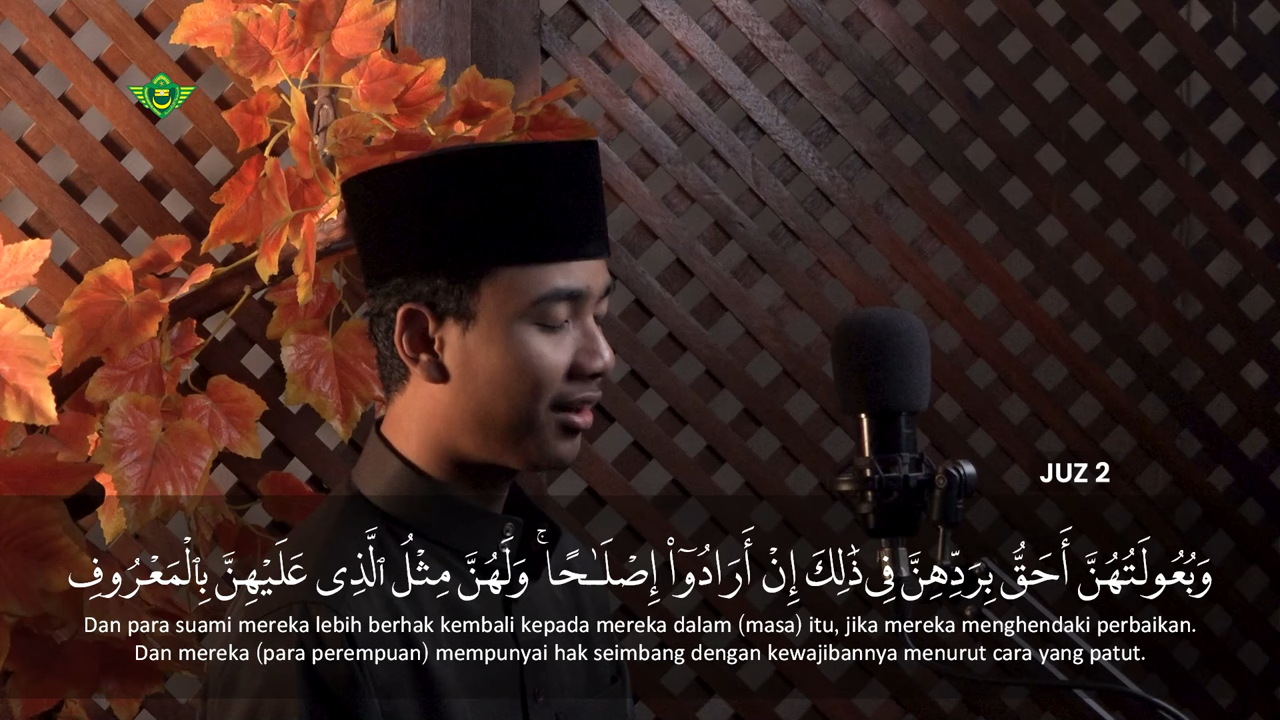 JUZ 2
وَبُعُولَتُهُنَّ أَحَقُّ بِرَدِّهِنَّ فِى ذَٰلِكَ إِنْ أَرَادُوٓا۟ إِصْلَـٰحًا ۚ وَلَهُنَّ مِثْلُ ٱلَّذِى عَلَيْهِنَّ بِٱلْمَعْرُوفِ
Dan para suami mereka lebih berhak kembali kepada mereka dalam (masa) itu, jika mereka menghendaki perbaikan.
Dan mereka (para perempuan) mempunyai hak seimbang dengan kewajibannya menurut cara yang patut.